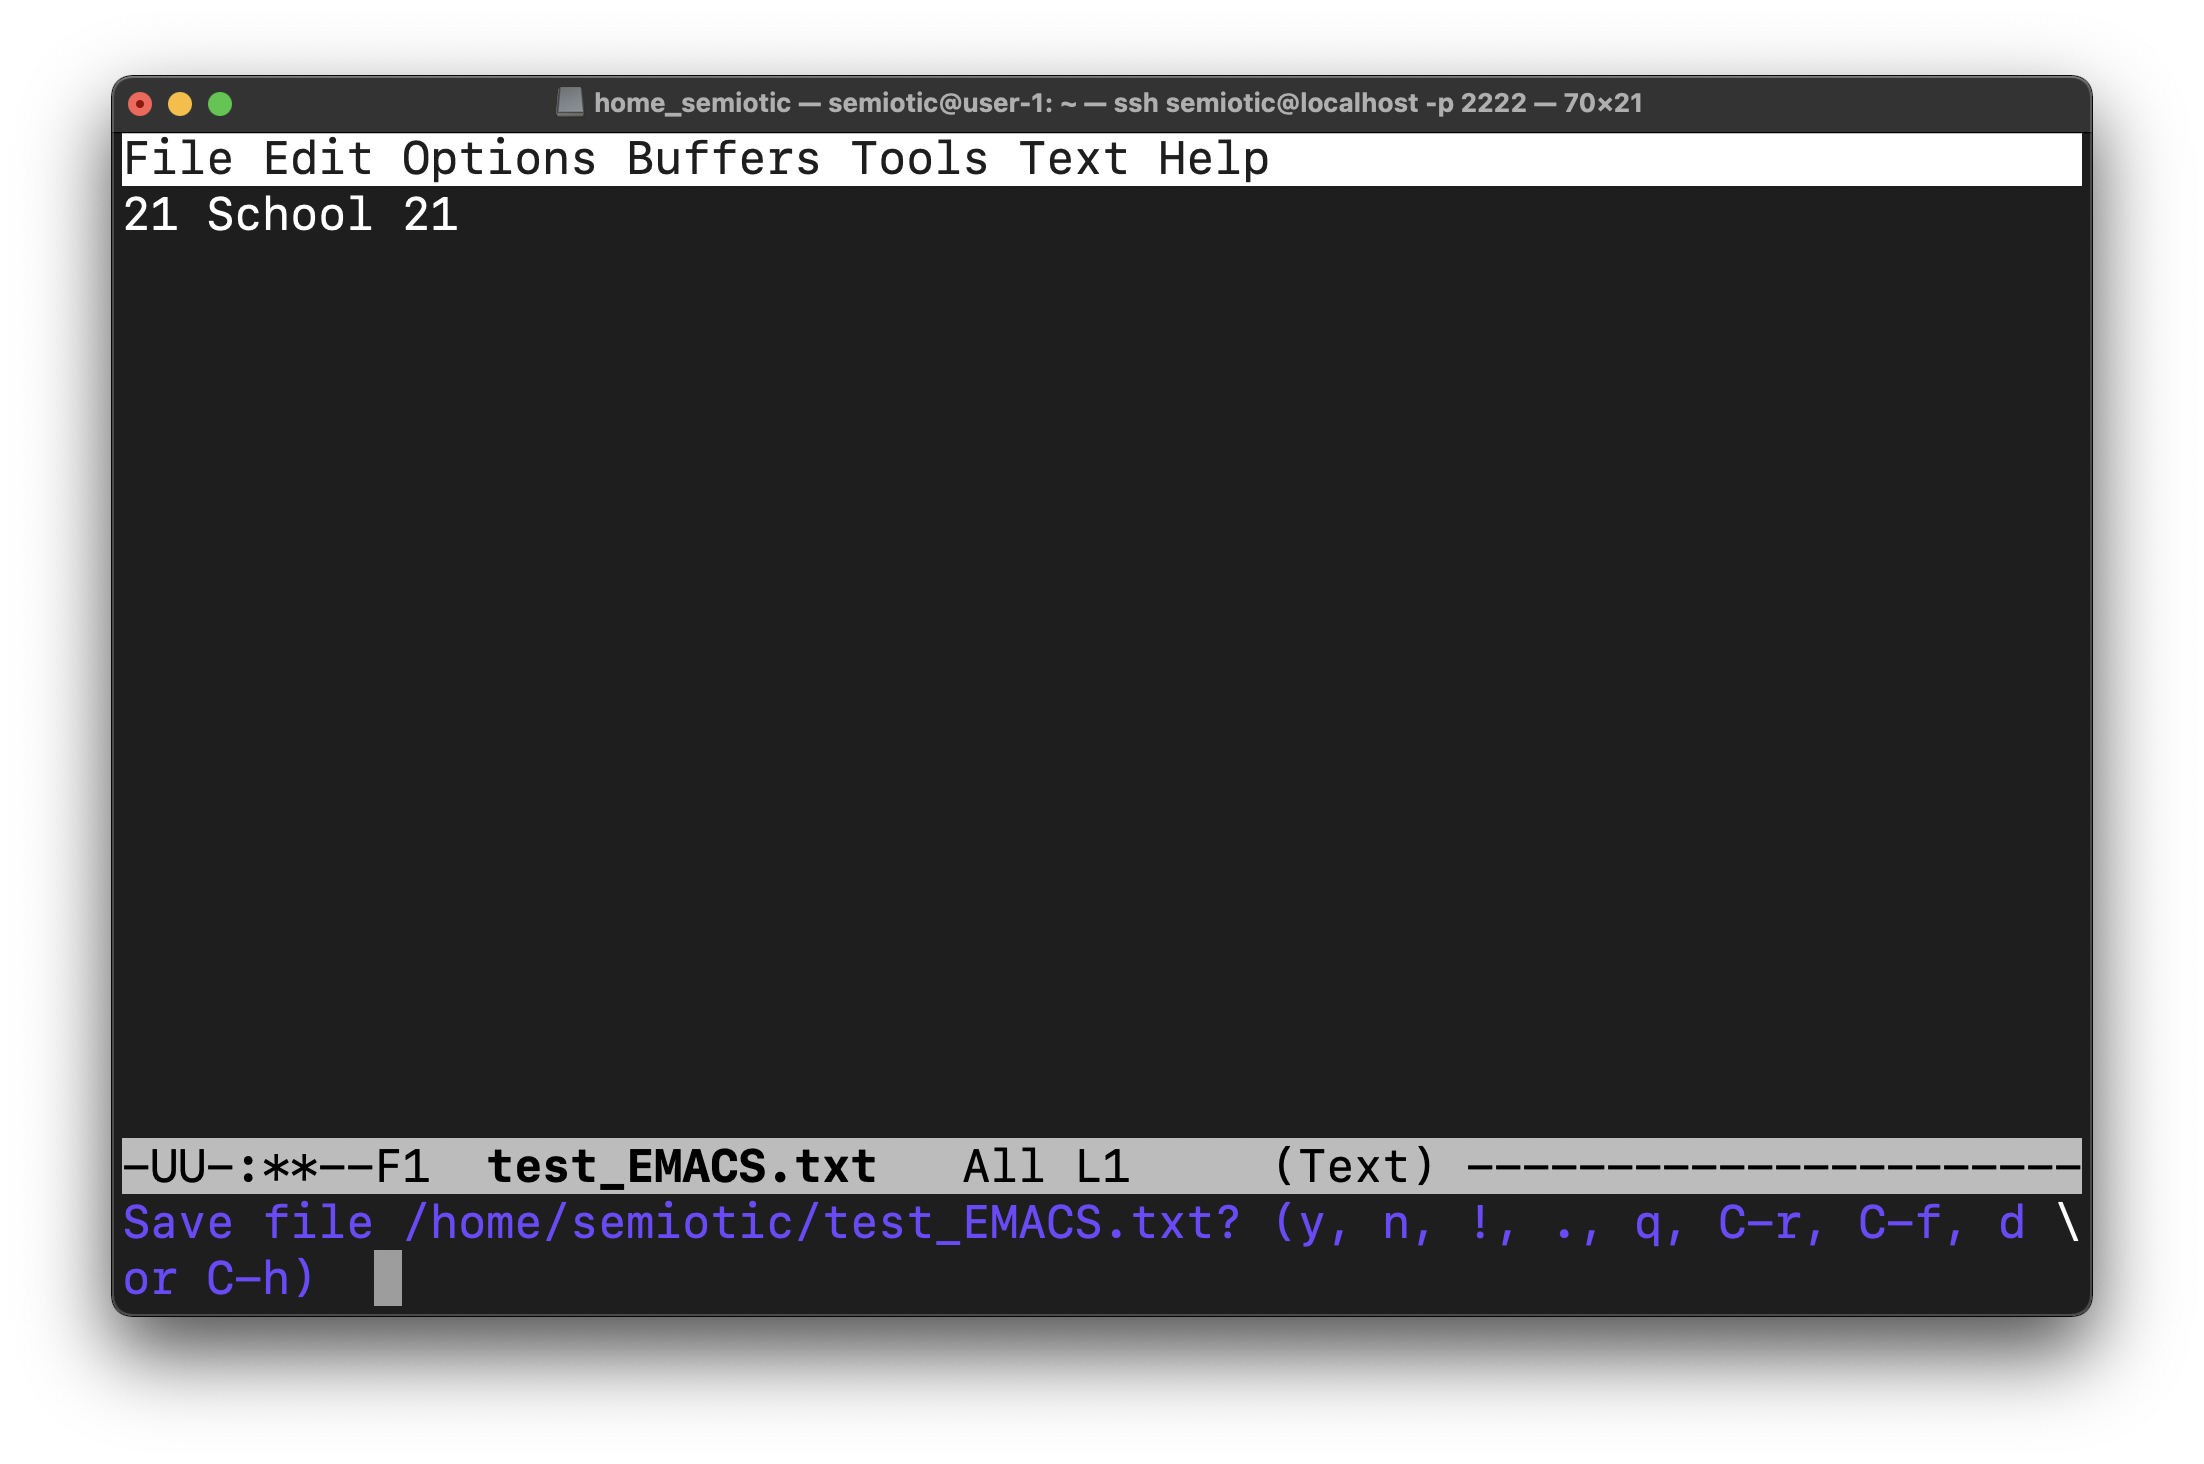 home_semiotic — semiotic@user-1: ~ — ssh semiotic@localhost -p 2222 — 70×21
File Edit Options Buffers Tools Text Help
21 School 21
-UU-:**--F1  test_EMACS.txt   All L1     (Text) ----------------------
Save file /home/semiotic/test_EMACS.txt? (y, n, !, ., q, C-r, C-f, d \
or C-h)